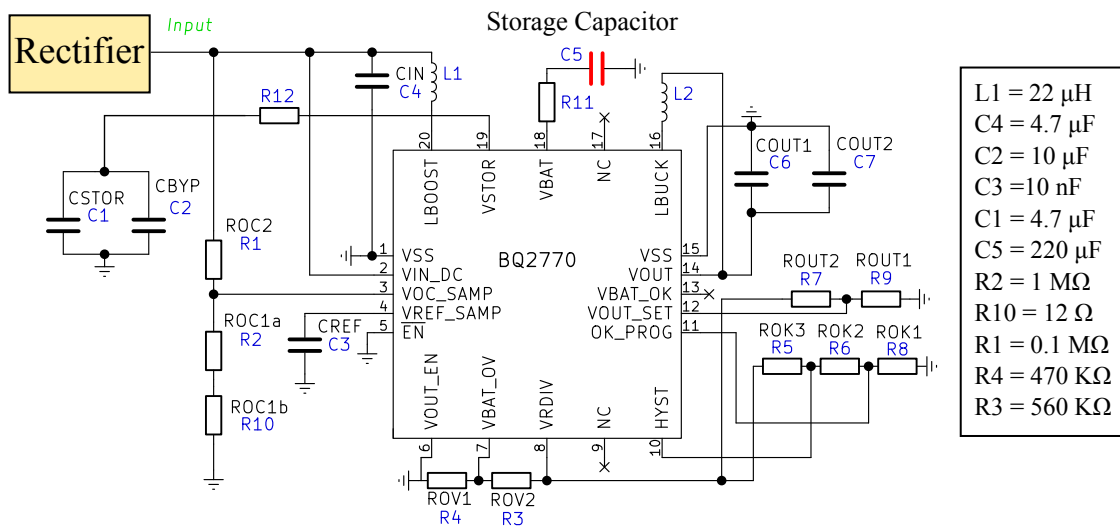 Storage Capacitor
Rectifier
Input
CIN
C4
L1
C5
R11
L2
R12
CSTOR
C1
CBYP
C2
COUT1
C6
COUT2
C7
20
19
18
17
16
LBOOST
VSTOR
VBAT
NC
LBUCK
ROC2
R1
ROC1a
R2
ROC1b
R10
CREF
C3
1
2
3
4
5
VSS
VIN_DC
VOC_SAMP
VREF_SAMP
EN
BQ2770
VSS
VOUT
VBAT_OK
VOUT_SET
OK_PROG
15
14
13
12
11
ROUT2
R7
ROUT1
R9
ROK3
R5
ROK2
R6
ROK1
R8
VOUT_EN
VBAT_OV
VRDIV
NC
HYST
6
7
8
9
10
ROV1
R4
ROV2
R3
L1 = 22 μH
C4 = 4.7 μF
C2 = 10 μF
C3 =10 nF
C1 = 4.7 μF
C5 = 220 μF
R2 = 1 MΩ
R10 = 12 Ω
R1 = 0.1 MΩ
R4 = 470 KΩ
R3 = 560 KΩ